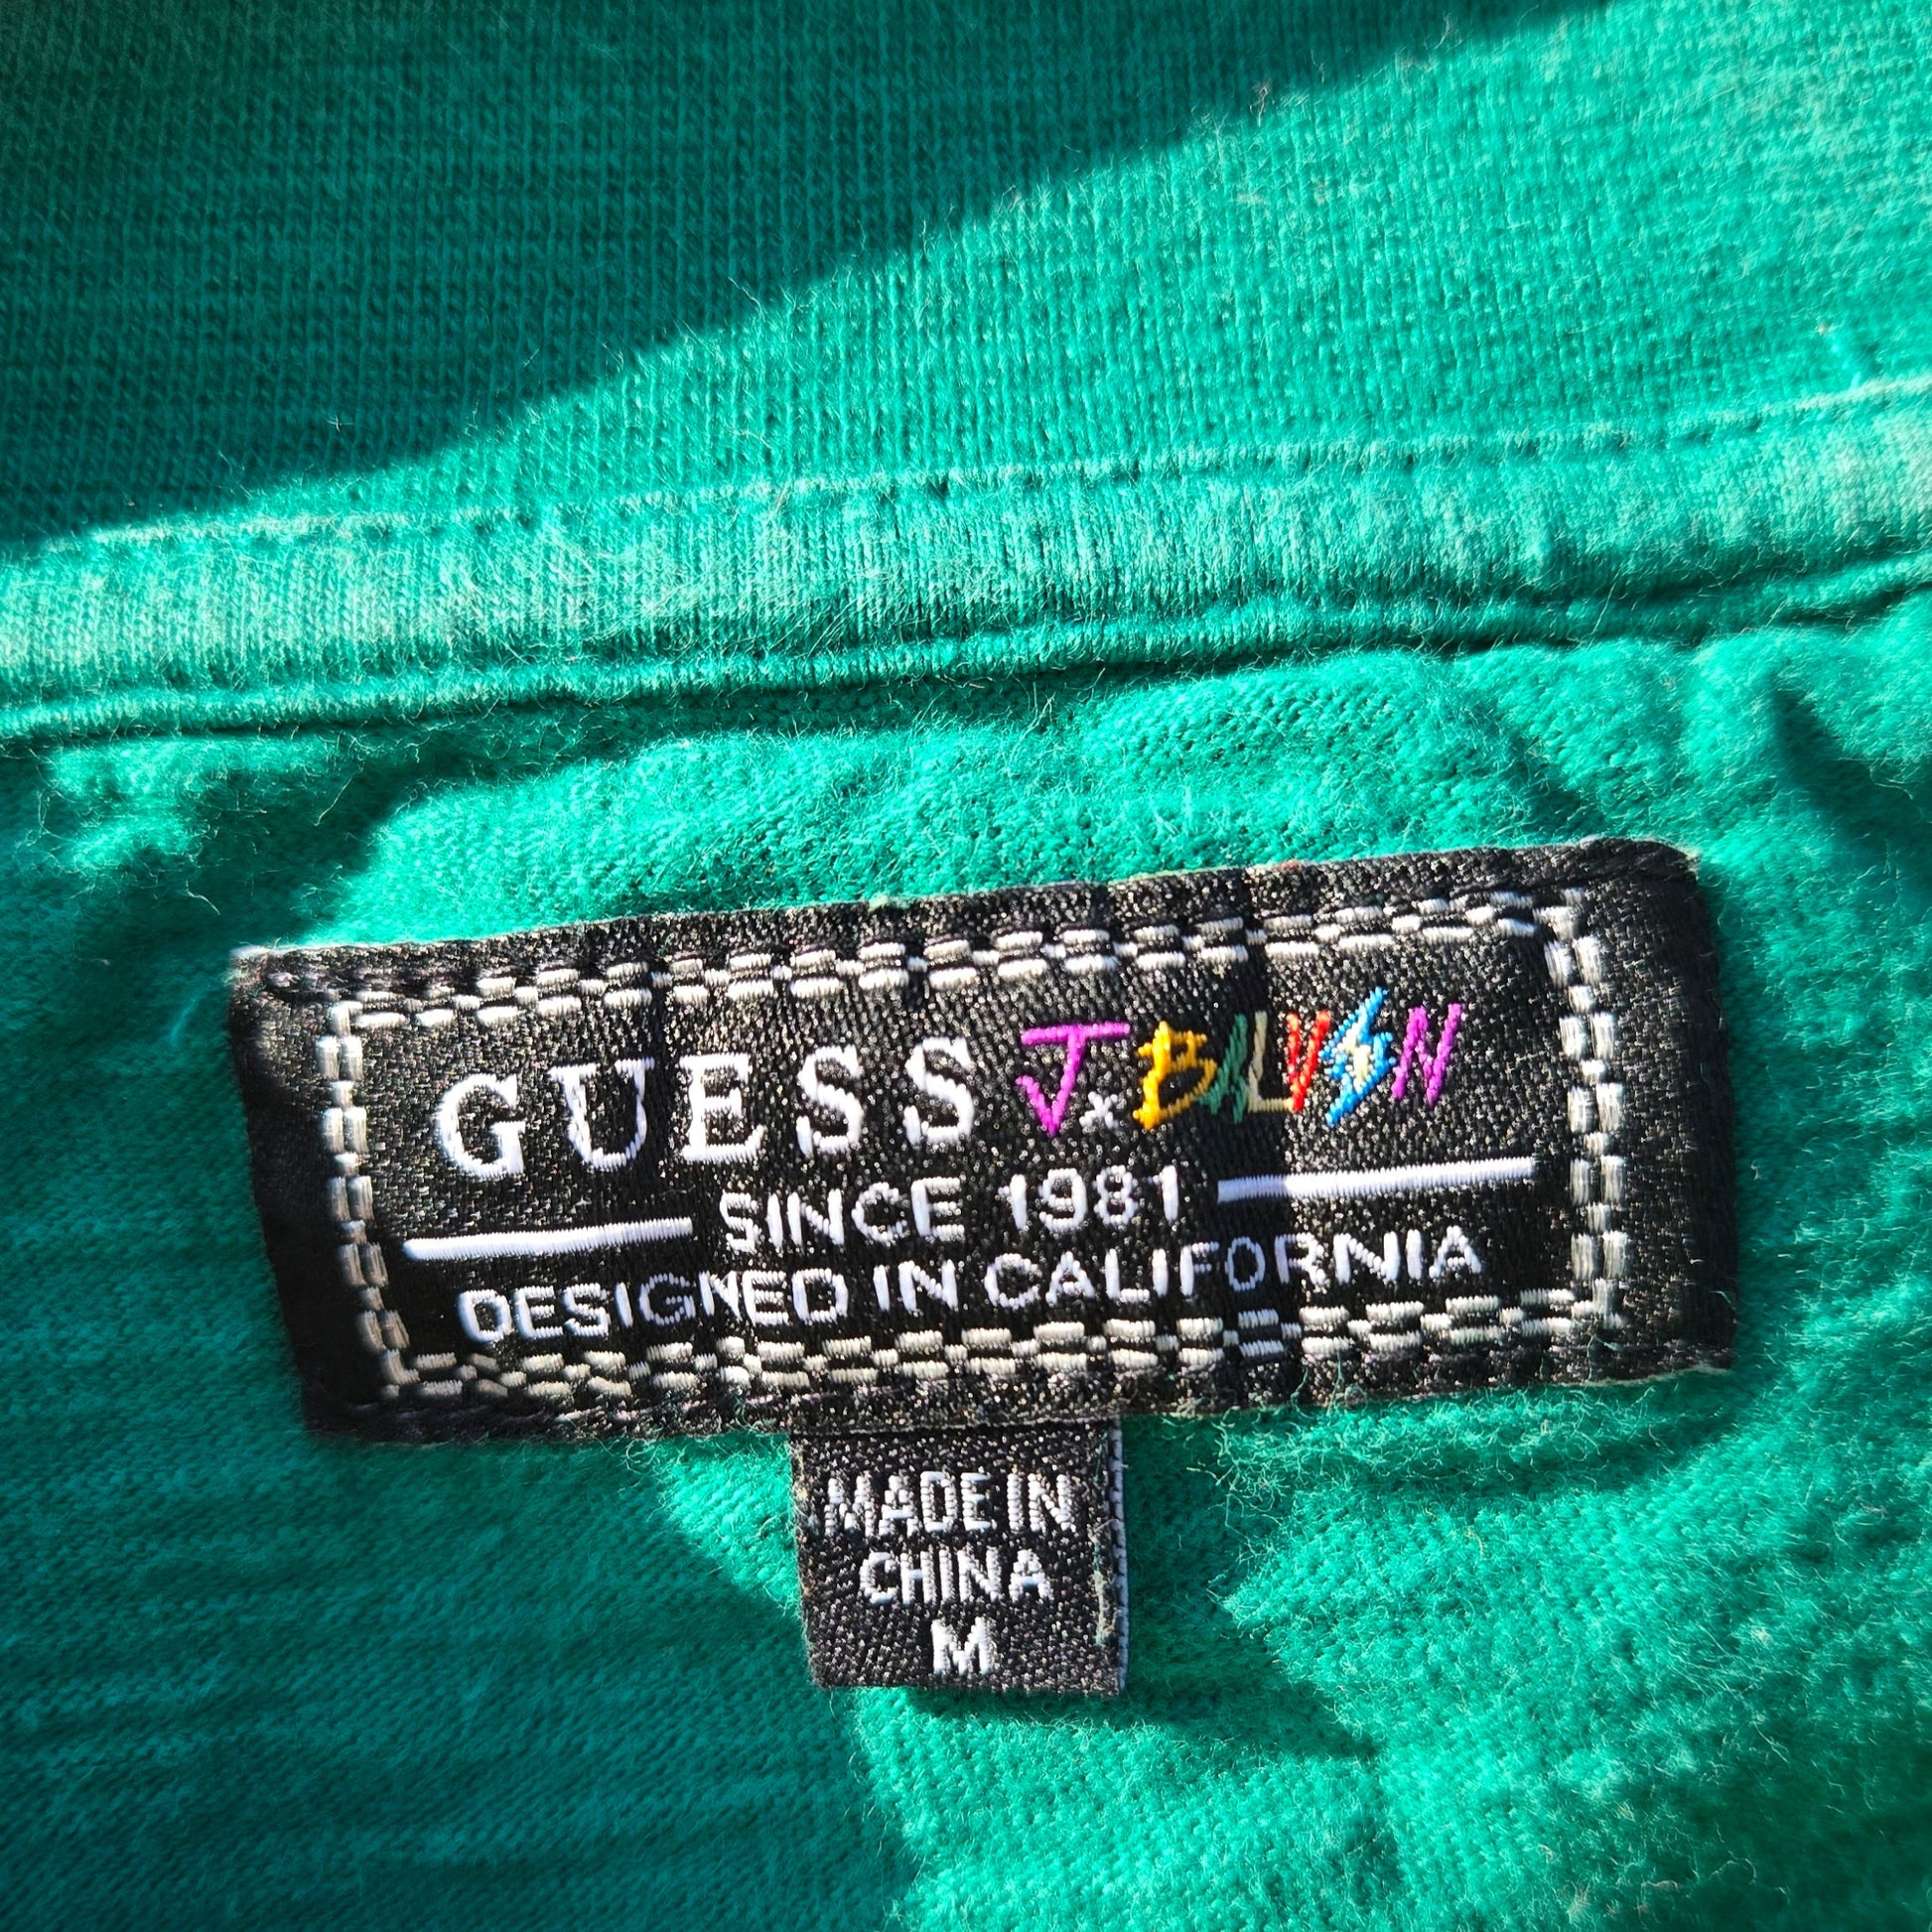 GUESS J x BALVIN
SINCE 1981
DESIGNED IN CALIFORNIA
MADE IN
CHINA
M